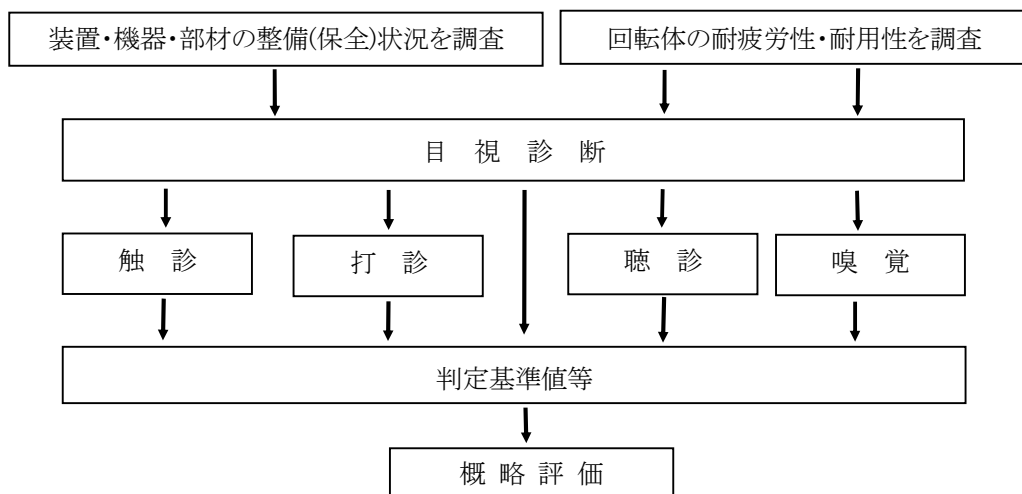 装置・機器・部材の整備(保全)状況を調査
回転体の耐疲労性・耐用性を調査
目 視 診 断
触 診
打 診
聴 診
嗅 覚
判定基準値等
概 略 評 価